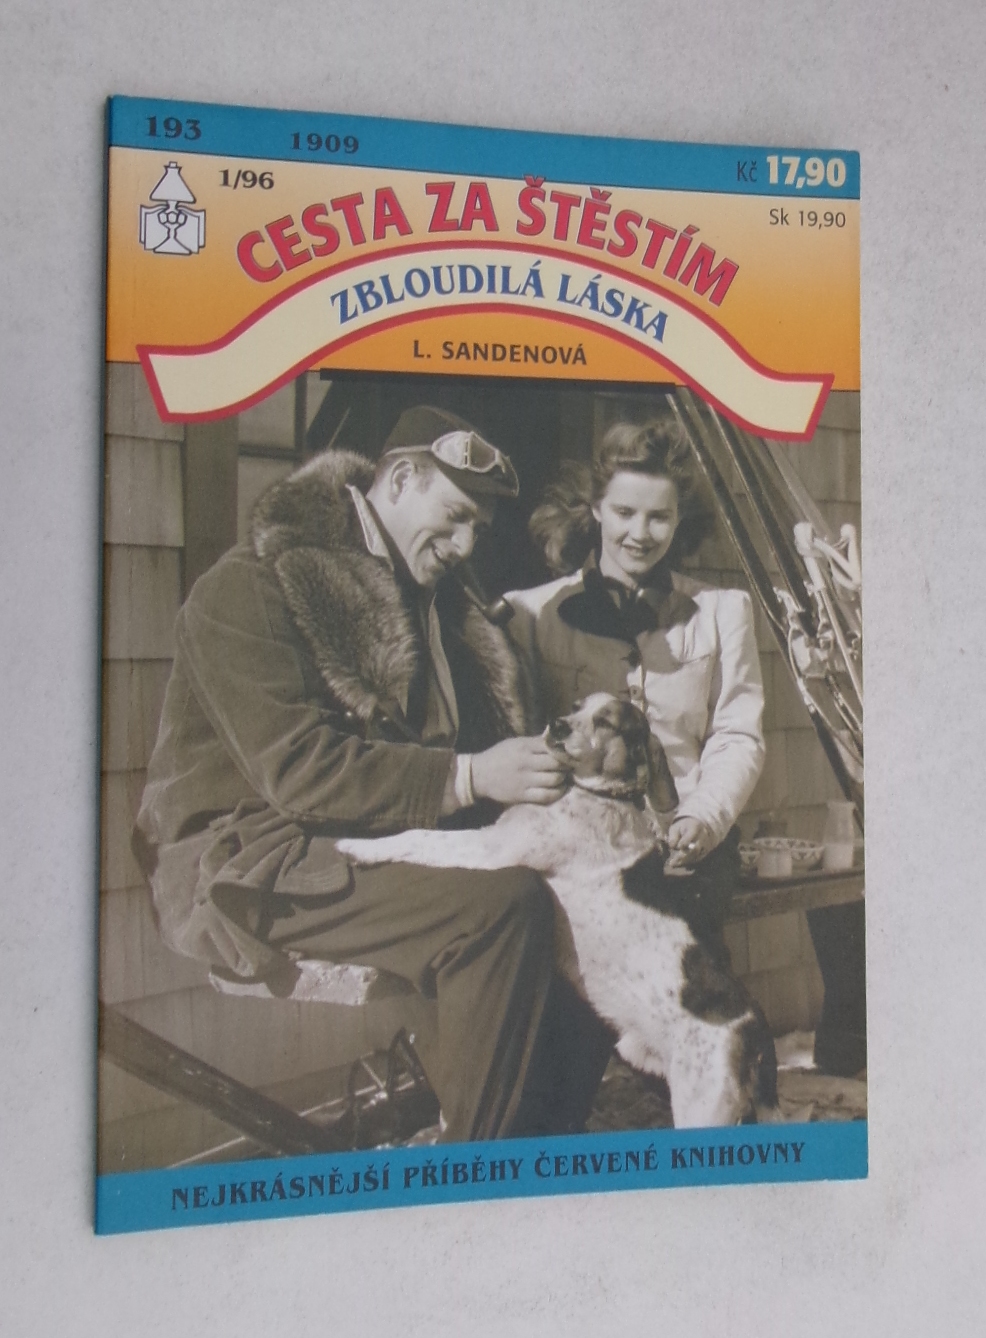 193 1909 Kč 17,90
1/96 Sk 19,90
CESTA ZA ŠTĚSTÍM
ZBLOUDILÁ LÁSKA
L. SANDENOVÁ
NEJKRÁSNĚJŠÍ PŘÍBĚHY ČERVENÉ KNIHOVNY